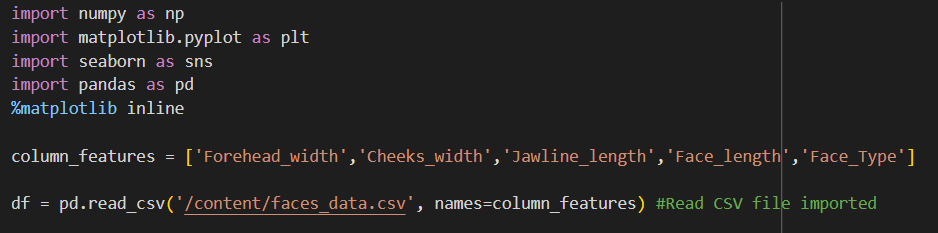 import numpy as np
import matplotlib.pyplot as plt
import seaborn as sns
import pandas as pd
%matplotlib inline
column_features = ['Forehead_width','Cheeks_width','Jawline_length','Face_length','Face_Type']
df = pd.read_csv('/content/faces_data.csv', names=column_features) #Read CSV file imported